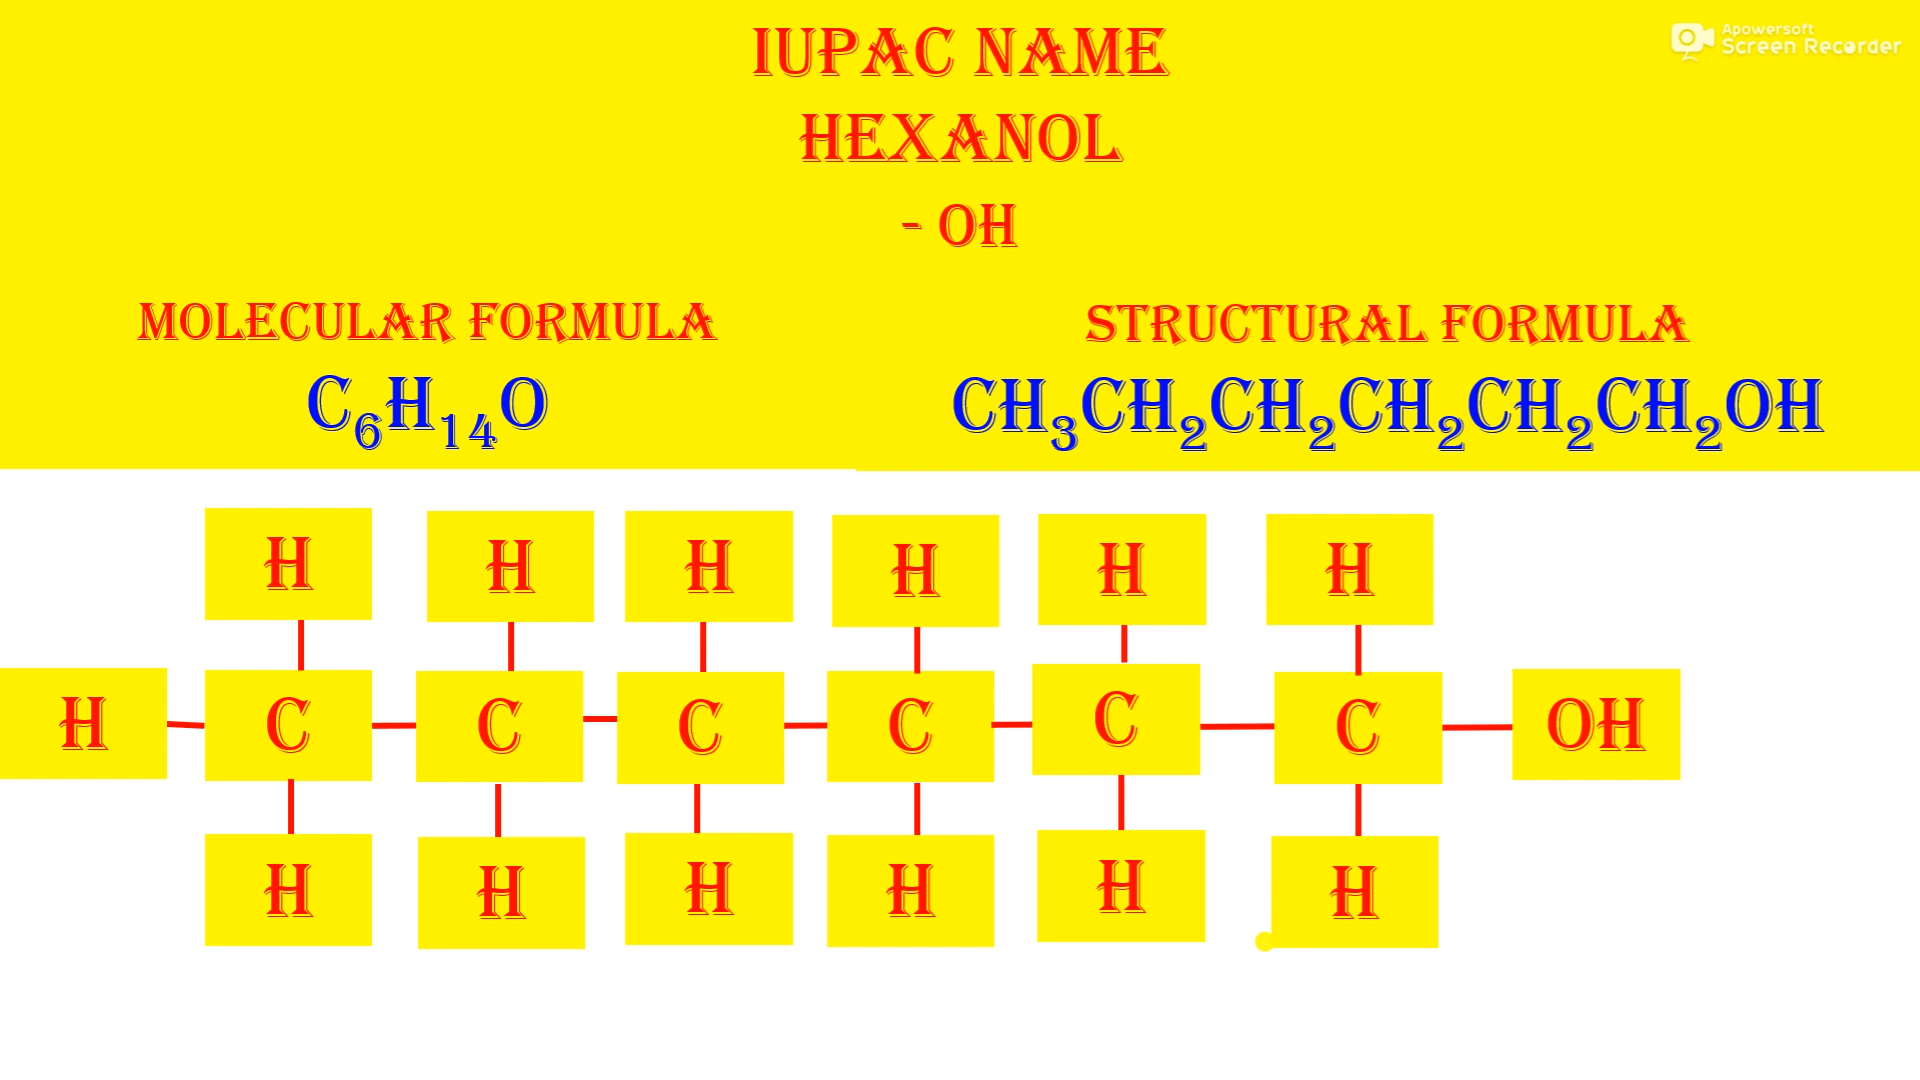 IUPAC NAME
HEXANOL
- OH
Apowersoft
Screen Recorder
MOLECULAR FORMULA
STRUCTURAL FORMULA
C₆H₁₄O
CH₃CH₂CH₂CH₂CH₂CH₂OH
H H H H H H
H C C C C C C OH
H H H H H H